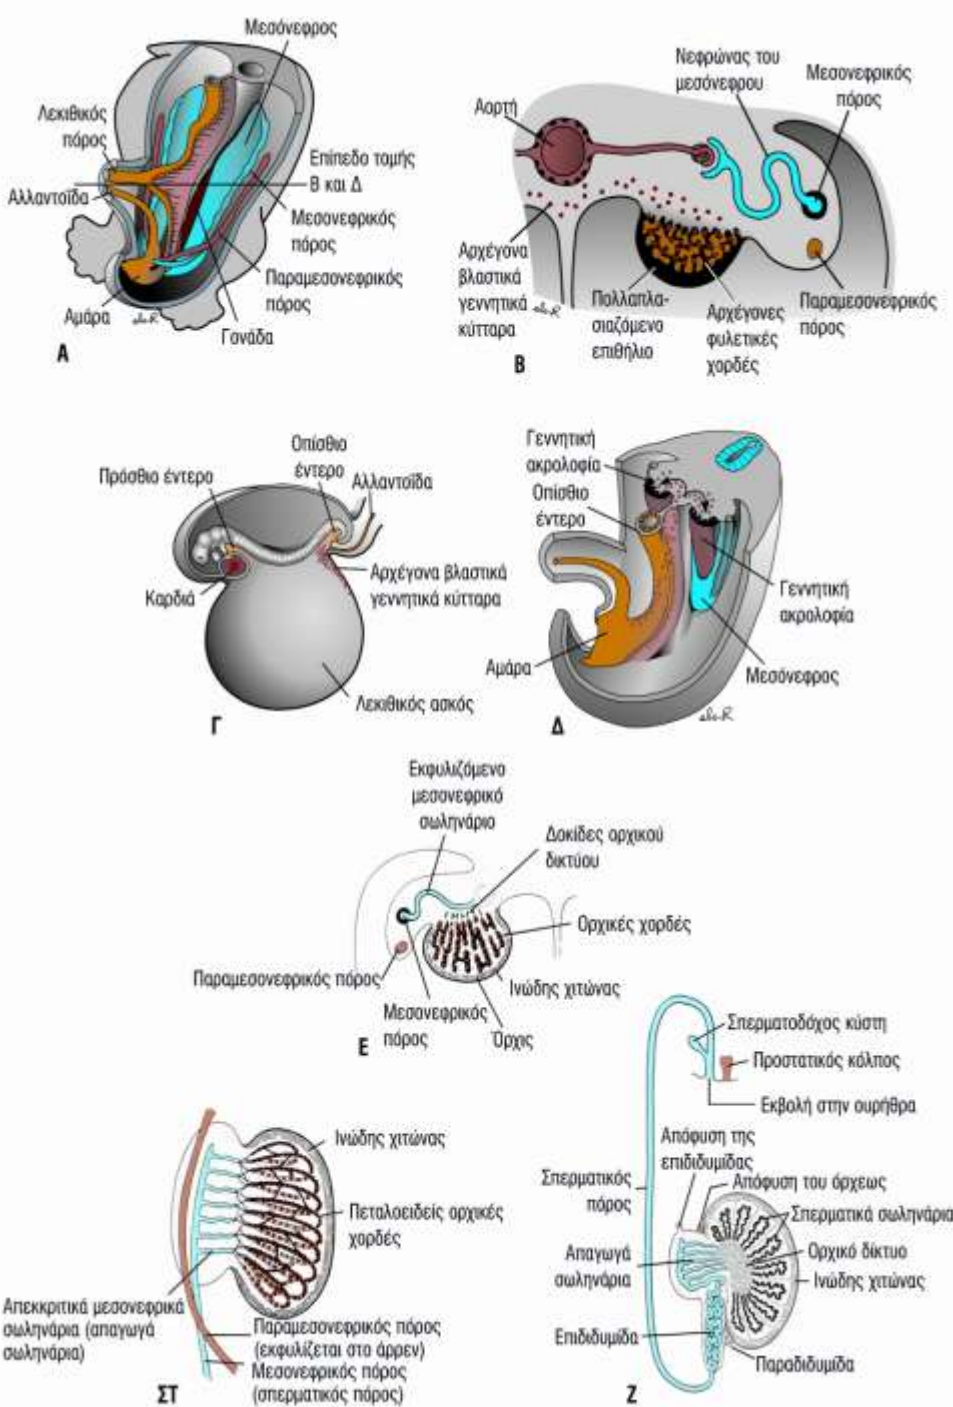 Μεσόνεφρος
Λεκιθικός
πόρος
Αλλαντοΐδα
Επίπεδο τομής
Β και Δ
Μεσονεφρικός
πόρος
Παραμεσονεφρικός
πόρος
Αμάρα
Γονάδα
Α
Νεφρώνας του
μεσόνεφρου
Μεσονεφρικός
πόρος
Αορτή
Αρχέγονα
βλαστικά
γεννητικά
κύτταρα
Πολλαπλα-
σιαζόμενο
επιθήλιο
Αρχέγονες
φυλετικές
χορδές
Παραμεσονεφρικός
πόρος
Β
Οπίσθιο
έντερο
Πρόσθιο έντερο
Αλλαντοΐδα
Καρδιά
Αρχέγονα βλαστικά
γεννητικά κύτταρα
Λεκιθικός ασκός
Γ
Γεννητική
ακρολοφία
Οπίσθιο
έντερο
Γεννητική
ακρολοφία
Αμάρα
Μεσόνεφρος
Δ
Εκφυλιζόμενο
μεσονεφρικό
σωληνάριο
Δοκίδες ορχικού
δικτύου
Ορχικές χορδές
Παραμεσονεφρικός πόρος
Ινώδης χιτώνας
Μεσονεφρικός
πόρος
Όρχις
Ε
Ινώδης χιτώνας
Πεταλοειδείς ορχικές
χορδές
Απεκκριτικά μεσονεφρικά
σωληνάρια (απαγωγά
σωληνάρια)
Παραμεσονεφρικός πόρος
(εκφυλίζεται στο άρρεν)
Μεσονεφρικός πόρος
(σπερματικός πόρος)
ΣΤ
Σπερματοδόχος κύστη
Προστατικός κόλπος
Εκβολή στην ουρήθρα
Απόφυση της
επιδιδυμίδας
Σπερματικός
πόρος
Απόφυση του όρχεως
Σπερματικά σωληνάρια
Απαγωγά
σωληνάρια
Ορχικό δίκτυο
Ινώδης χιτώνας
Επιδιδυμίδα
Παραδιδυμίδα
Ζ